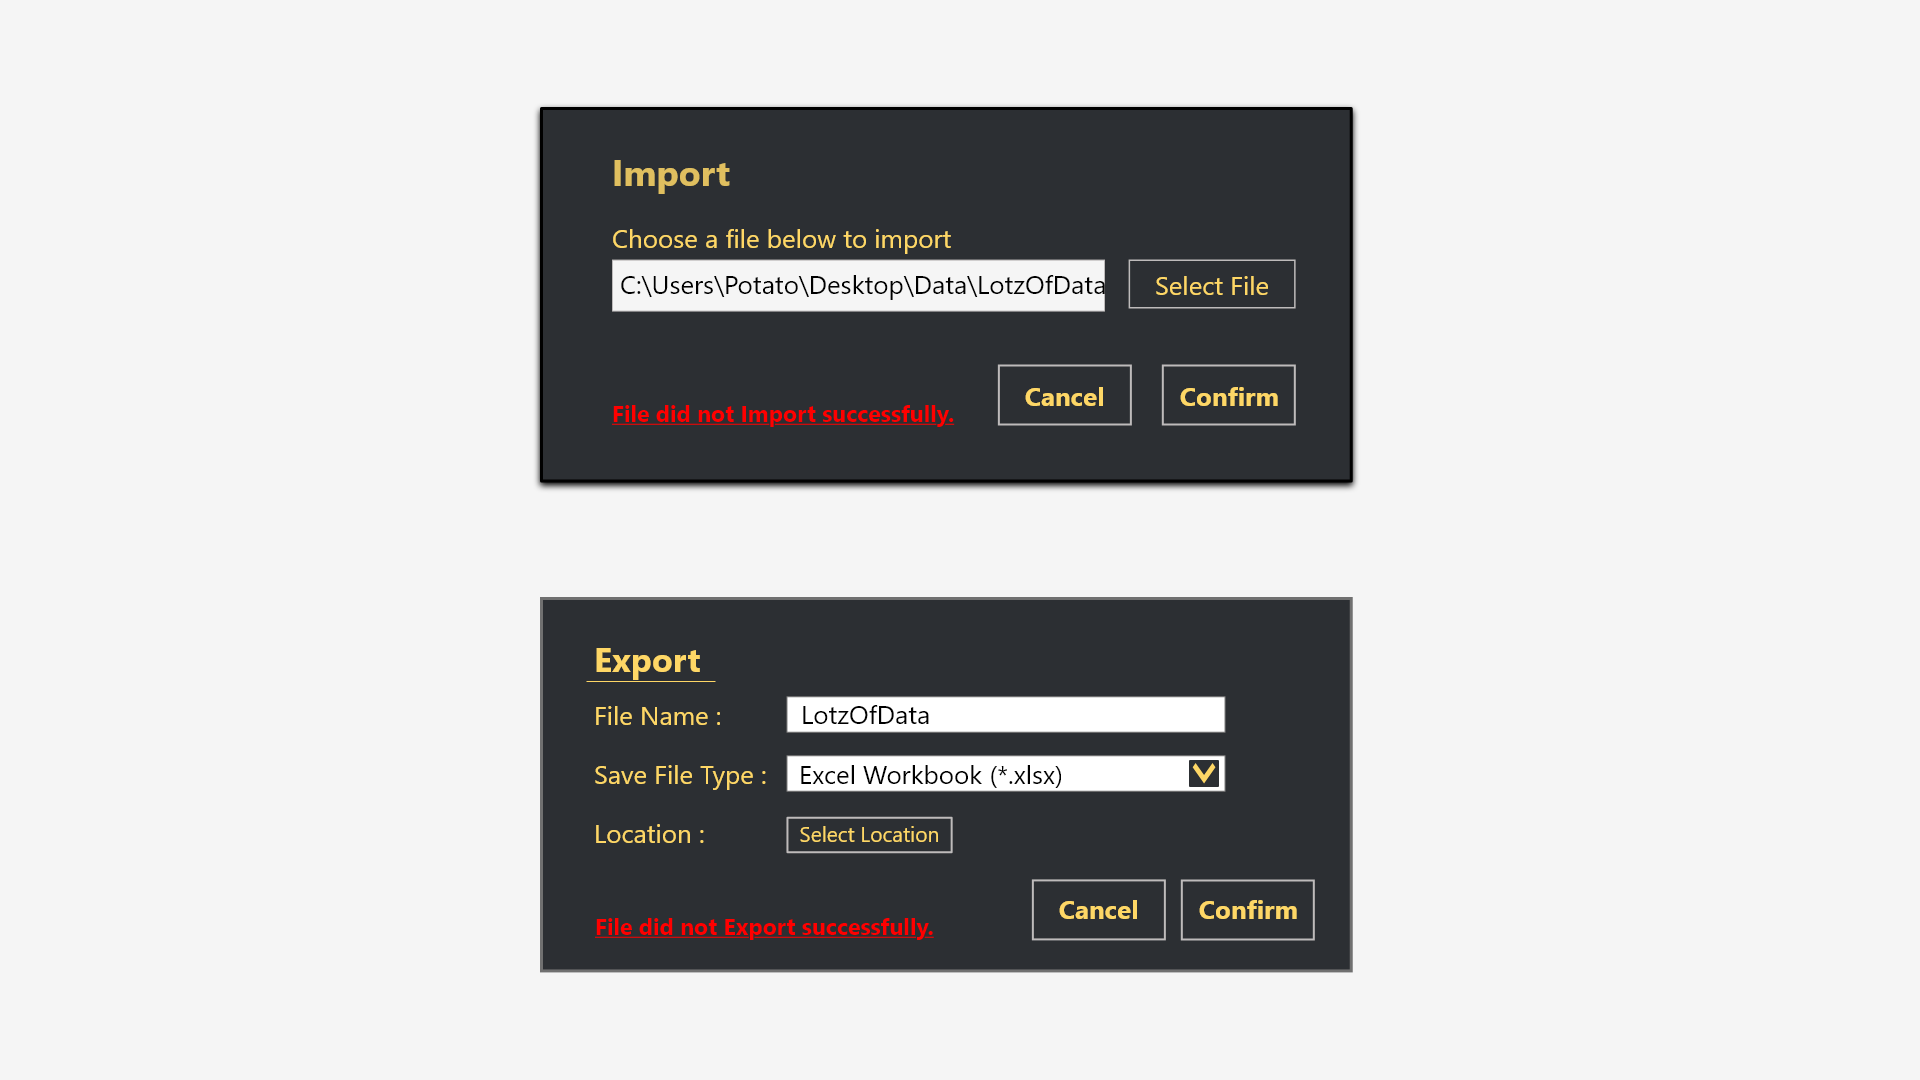 Import
Choose a file below to import
C:\Users\Potato\Desktop\Data\LotzOfData
Select File
Cancel
Confirm
File did not Import successfully.
Export
File Name :
LotzOfData
Save File Type :
Excel Workbook (*.xlsx)
Location :
Select Location
Cancel
Confirm
File did not Export successfully.